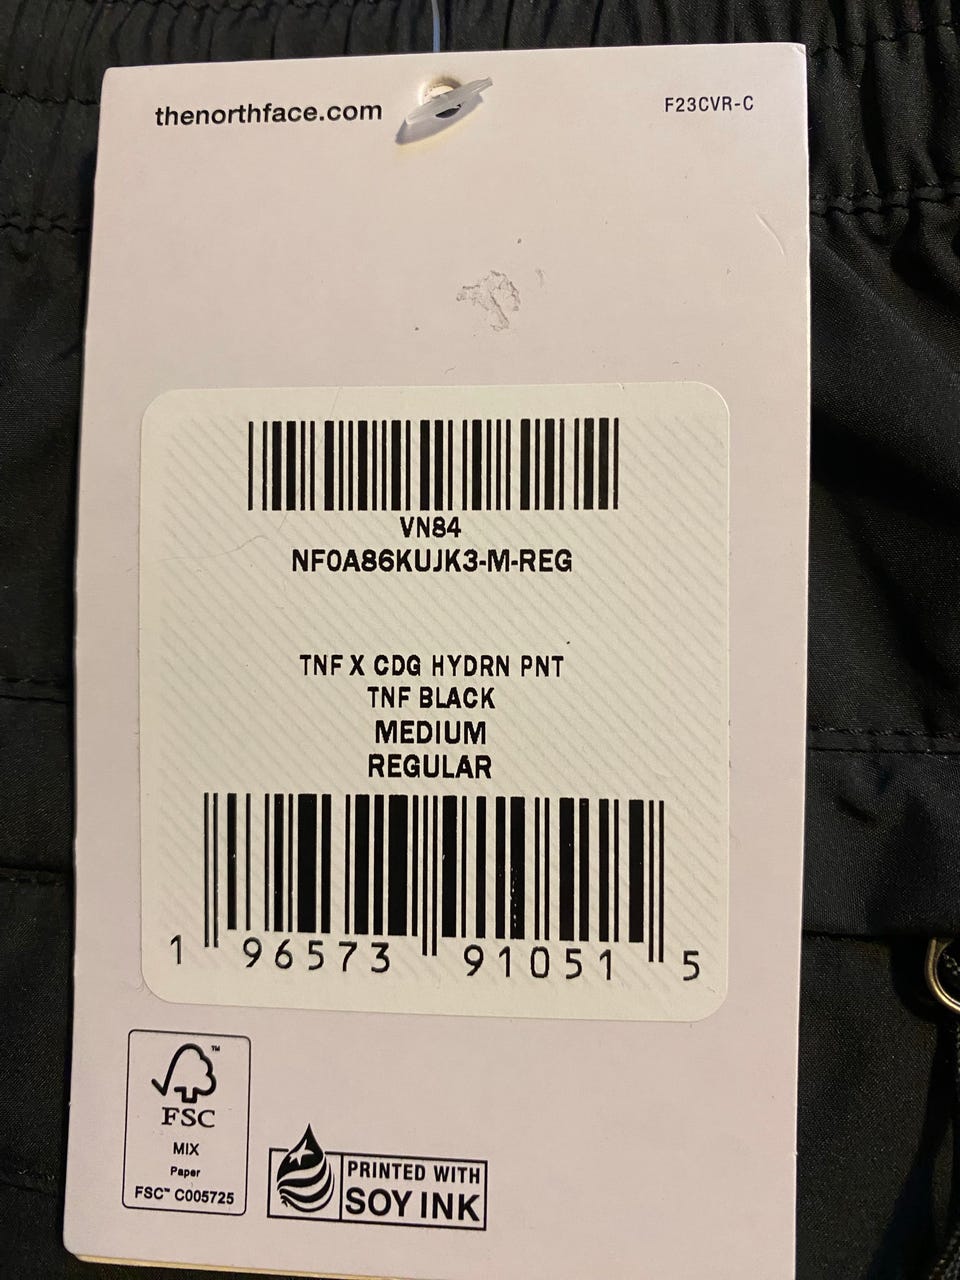 thenorthface.com
F23CVR-C
VN84
NF0A86KUJK3-M-REG
TNF X CDG HYDRN PNT
TNF BLACK
MEDIUM
REGULAR
1 96573 91051 5
FSC
MIX
Paper
FSC™ C005725
PRINTED WITH
SOY INK